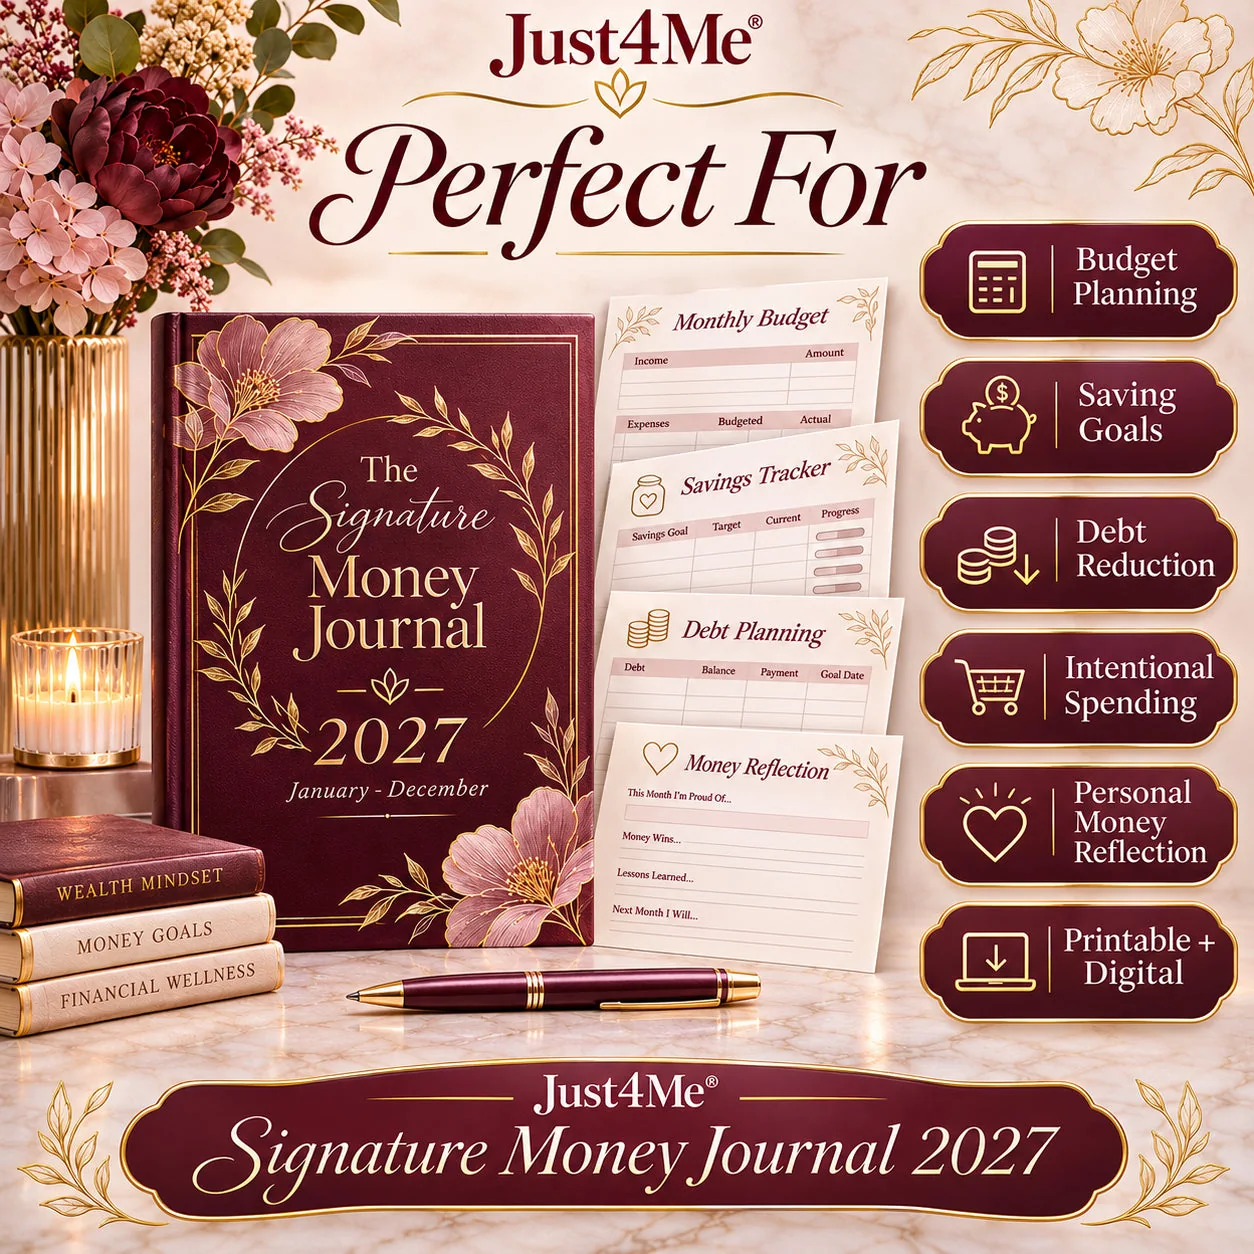 Just4Me®
Perfect For
The
Signature
Money
Journal
2027
January - December
WEALTH MINDSET
MONEY GOALS
FINANCIAL WELLNESS
Monthly Budget
Income Amount
Expenses Budgeted Actual
Savings Tracker
Savings Goal Target Current Progress
Debt Planning
Debt Balance Payment Goal Date
Money Reflection
This Month I'm Proud Of...
Money Wins...
Lessons Learned...
Next Month I Will...
Budget
Planning
$
Saving
Goals
Debt
Reduction
Intentional
Spending
Personal
Money
Reflection
Printable +
Digital
Just4Me®
Signature Money Journal 2027